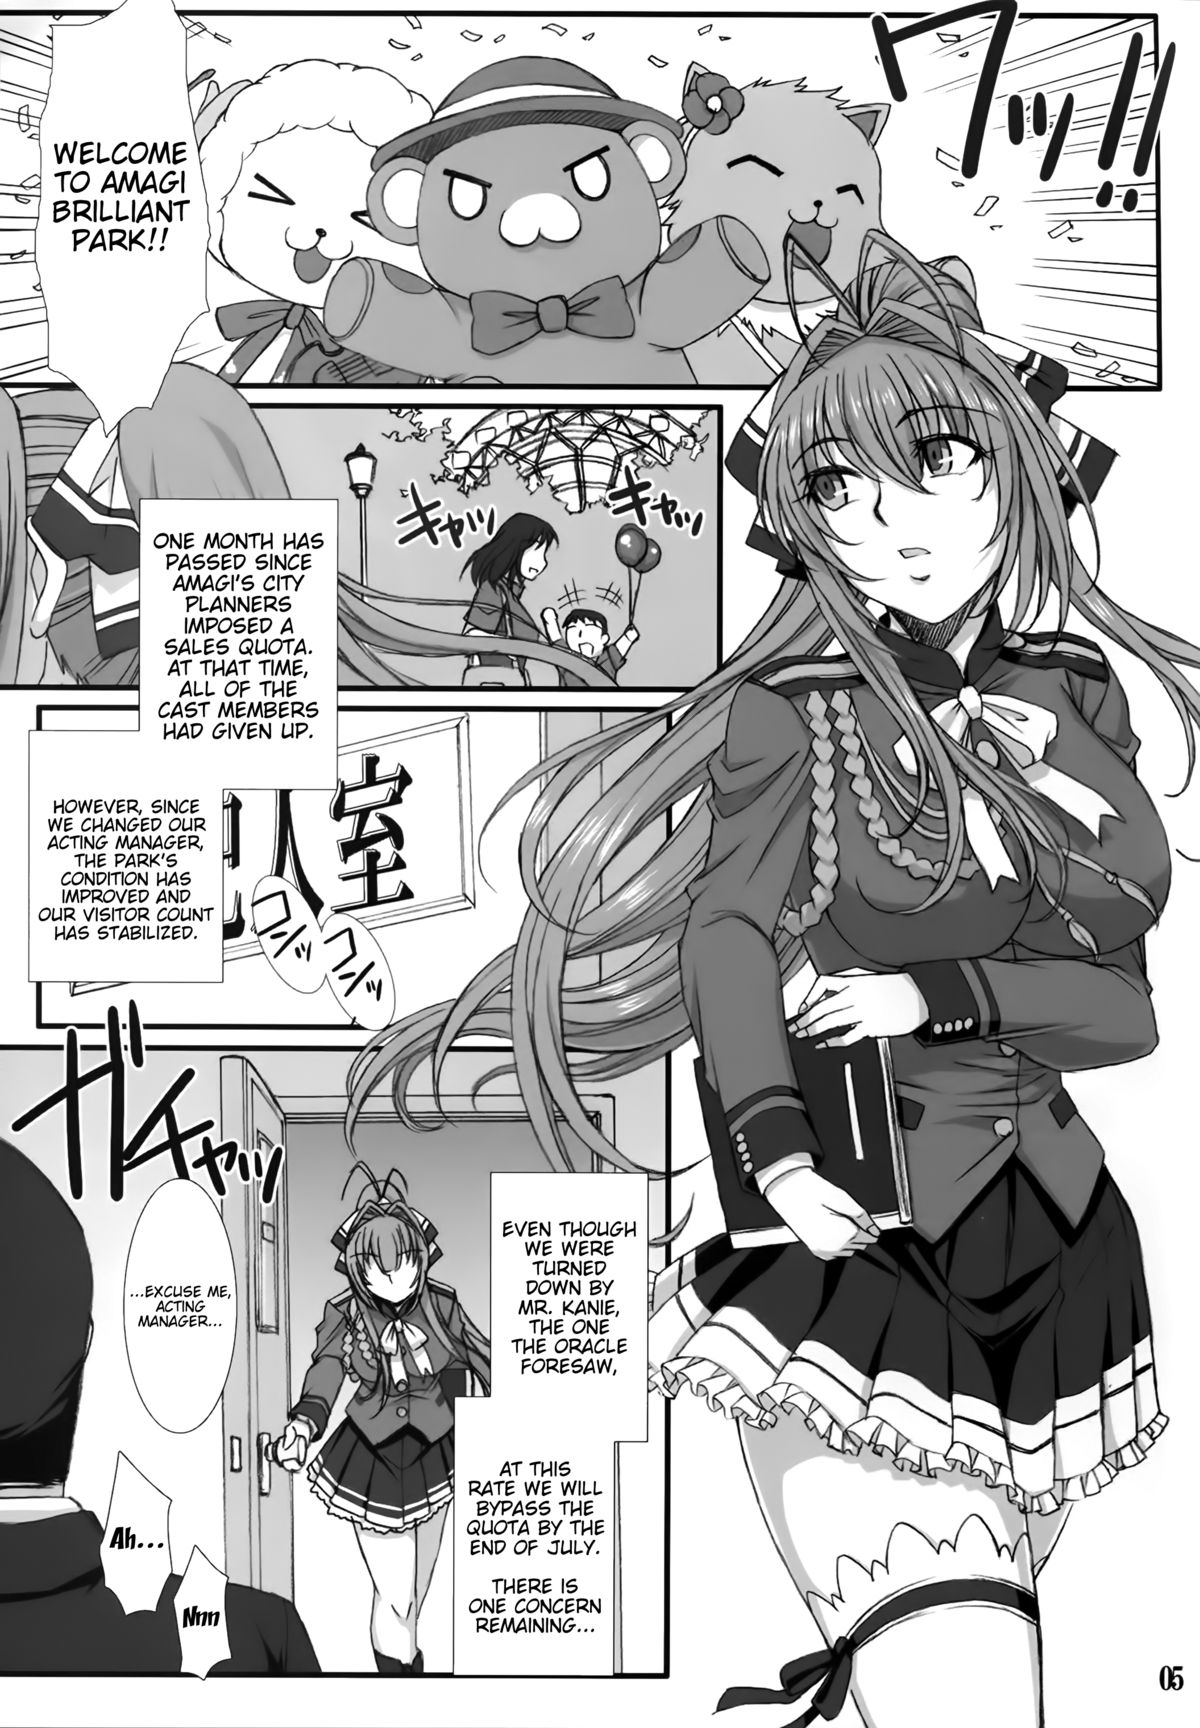 ワッ!!
WELCOME
TO AMAGI
BRILLIANT
PARK!!
キャッ
キャッ
ONE MONTH HAS
PASSED SINCE
AMAGI'S CITY
PLANNERS
IMPOSED A
SALES QUOTA.
AT THAT TIME,
ALL OF THE
CAST MEMBERS
HAD GIVEN UP.
HOWEVER, SINCE
WE CHANGED OUR
ACTING MANAGER,
THE PARK'S
CONDITION HAS
IMPROVED AND
OUR VISITOR COUNT
HAS STABILIZED.
人室
コンッ
コンッ
ガチャッ
EVEN THOUGH
WE WERE
TURNED
DOWN BY
MR. KANIE,
THE ONE
THE ORACLE
FORESAW,
...EXCUSE ME,
ACTING
MANAGER...
AT THIS
RATE WE WILL
BYPASS THE
QUOTA BY THE
END OF JULY.
THERE IS
ONE CONCERN
REMAINING...
Ah...
Nnn
05